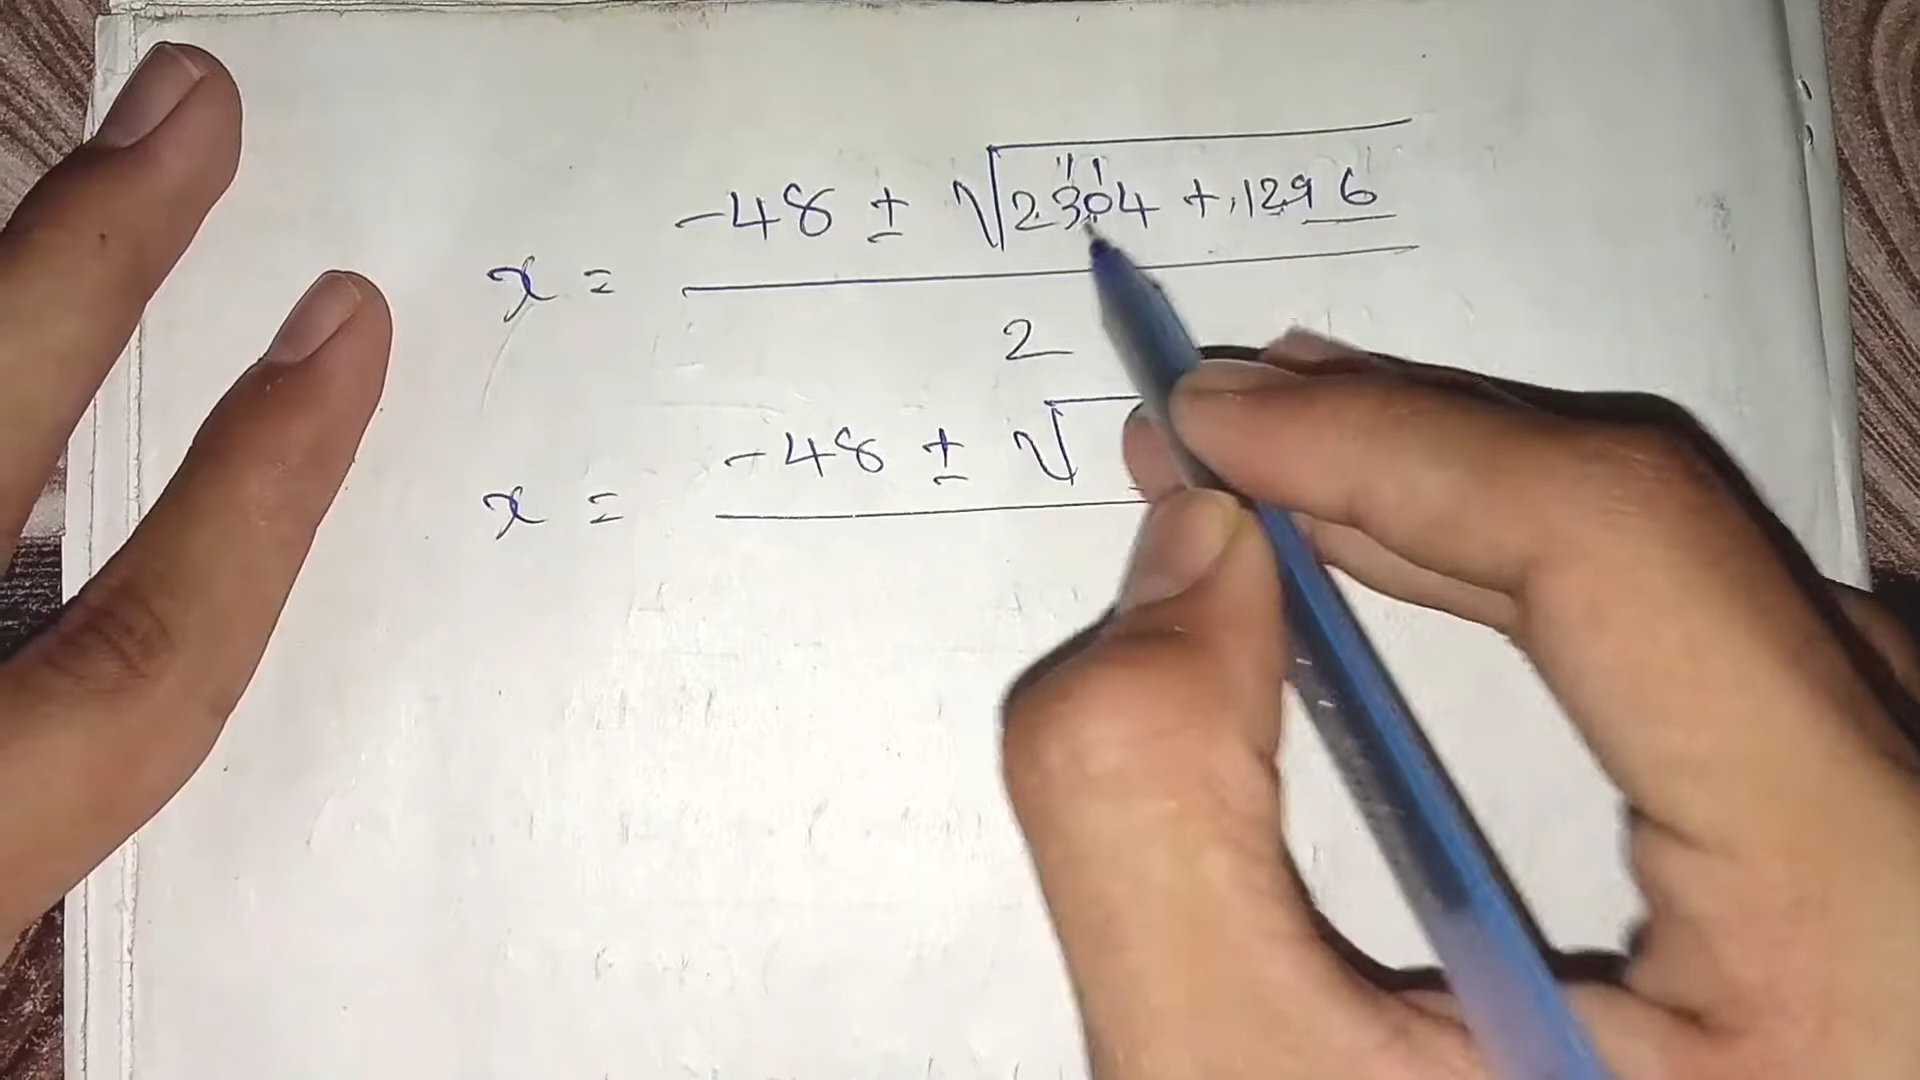 x = -48 ± √2304 + 1296
2
x = -48 ± √